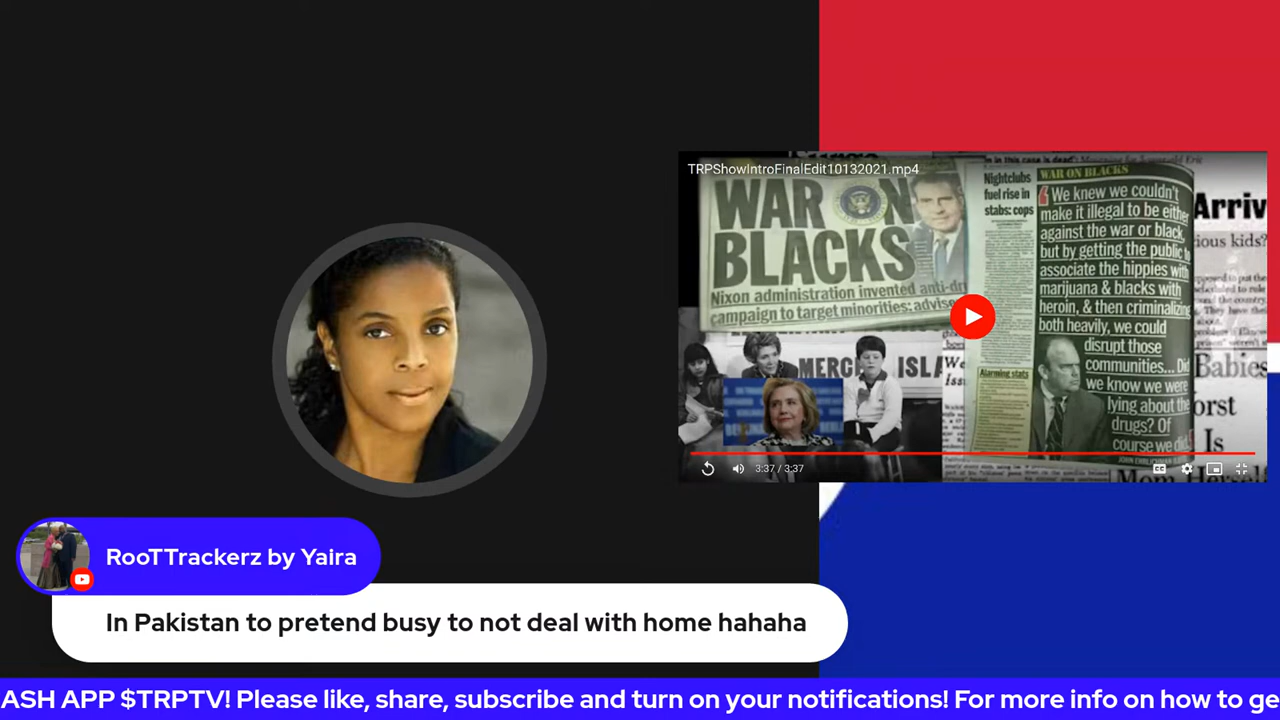 TRPShowIntroFinalEdit10132021.mp4
WAR ON
BLACKS
Nixon administration invented anti-dr
campaign to target minorities: advise
Nightclubs
fuel rise in
stabs: cops
Alarming stats
WAR ON BLACKS
We knew we couldn't
make it illegal to be either
against the war or black,
but by getting the public to
associate the hippies with
marijuana & blacks with
heroin, & then criminalizing
both heavily, we could
disrupt those
communities... Did
we know we were
lying about the
drugs? Of
course we did.
Arriv
ious kids?
Babies
orst
Is
Mom Herself
MERCH ISLA
3:37 / 3:37
CC
RooTTrackerz by Yaira
In Pakistan to pretend busy to not deal with home hahaha
ASH APP $TRPTV! Please like, share, subscribe and turn on your notifications! For more info on how to ge